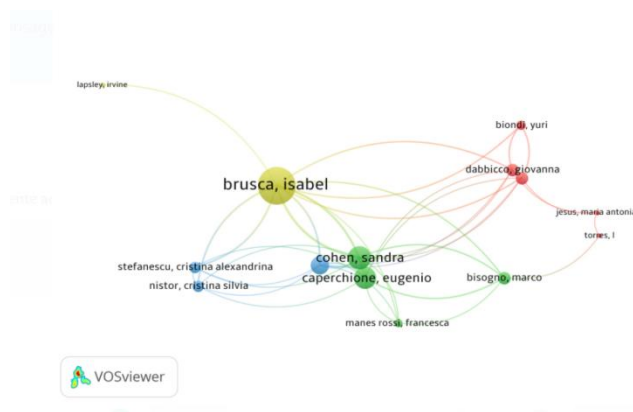 lapsley, irvine
biondi, yuri
dabbicco, giovanna
brusca, isabel
jesus, maria antonia
torres, l
cohen, sandra
stefanescu, cristina alexandrina
caperchione, eugenio
bisogno, marco
nistor, cristina silvia
manes rossi, francesca
VOSviewer